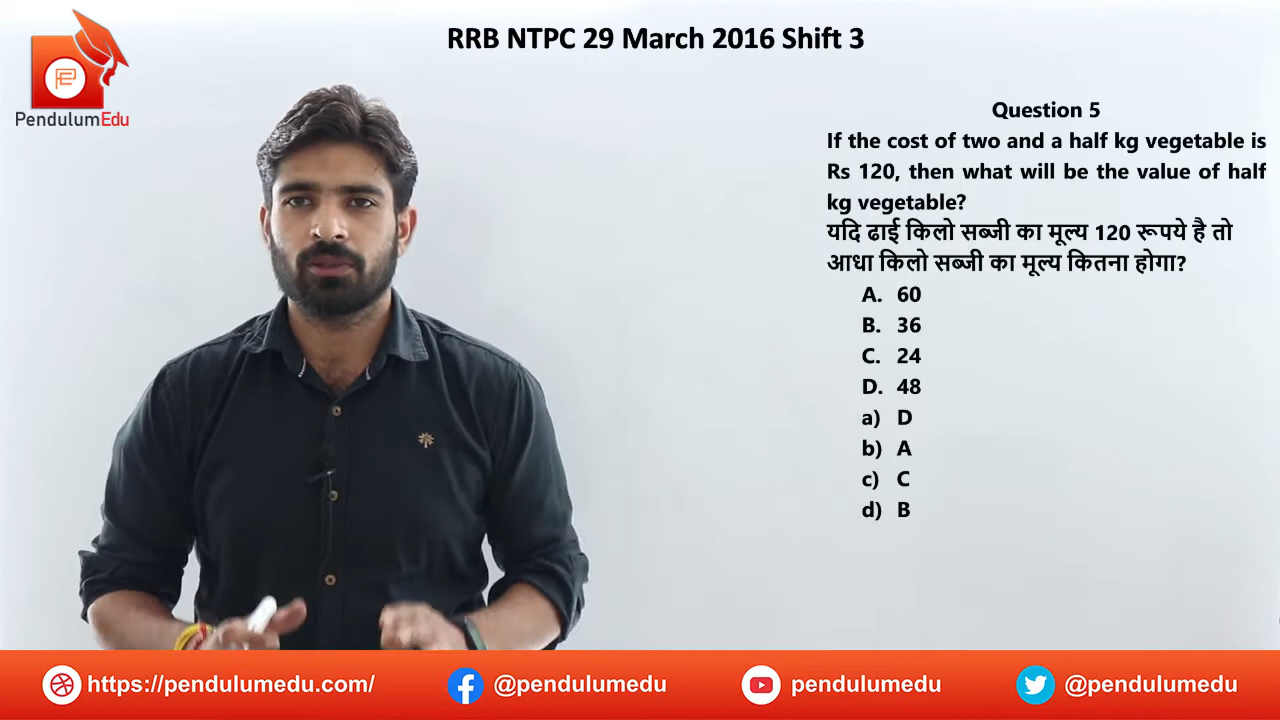 RRB NTPC 29 March 2016 Shift 3
PendulumEdu
Question 5
If the cost of two and a half kg vegetable is
Rs 120, then what will be the value of half
kg vegetable?
यदि ढाई किलो सब्जी का मूल्य 120 रूपये है तो
आधा किलो सब्जी का मूल्य कितना होगा?
A. 60
B. 36
C. 24
D. 48
a) D
b) A
c) C
d) B
https://pendulumedu.com/ @pendulumedu pendulumedu @pendulumedu